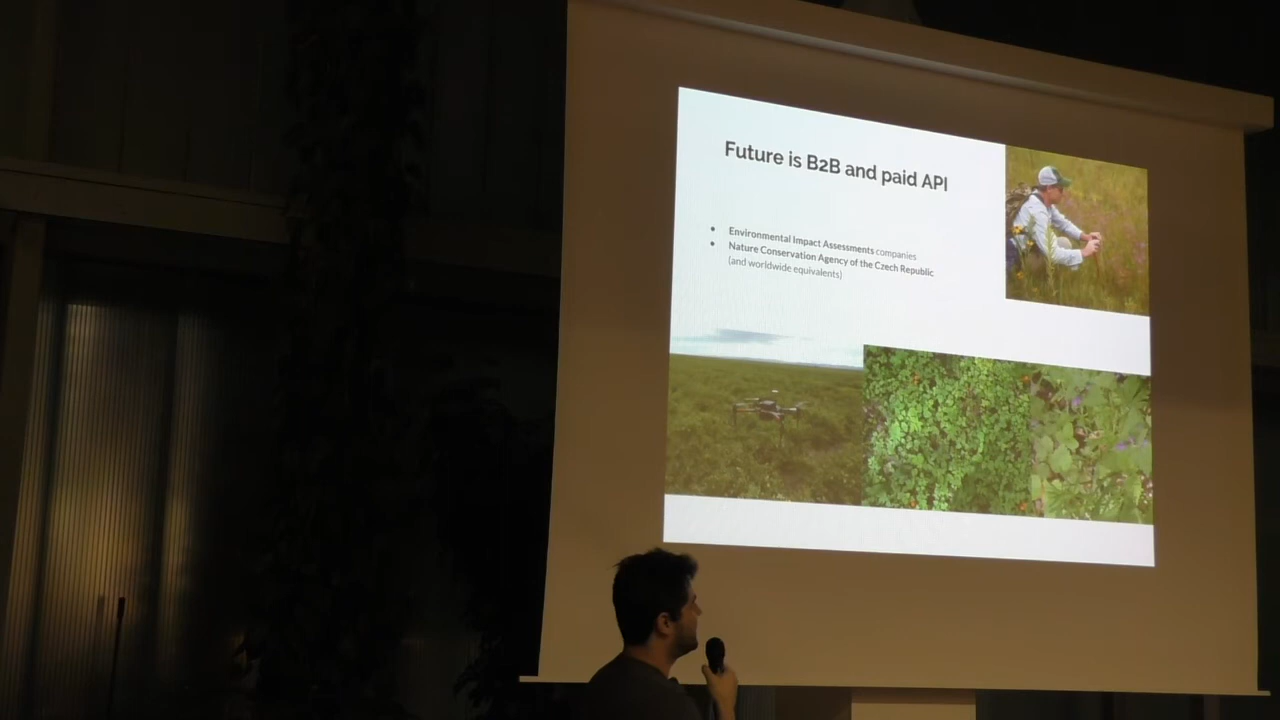 Future is B2B and paid API
Environmental Impact Assessments companies
Nature Conservation Agency of the Czech Republic
(and worldwide equivalents)